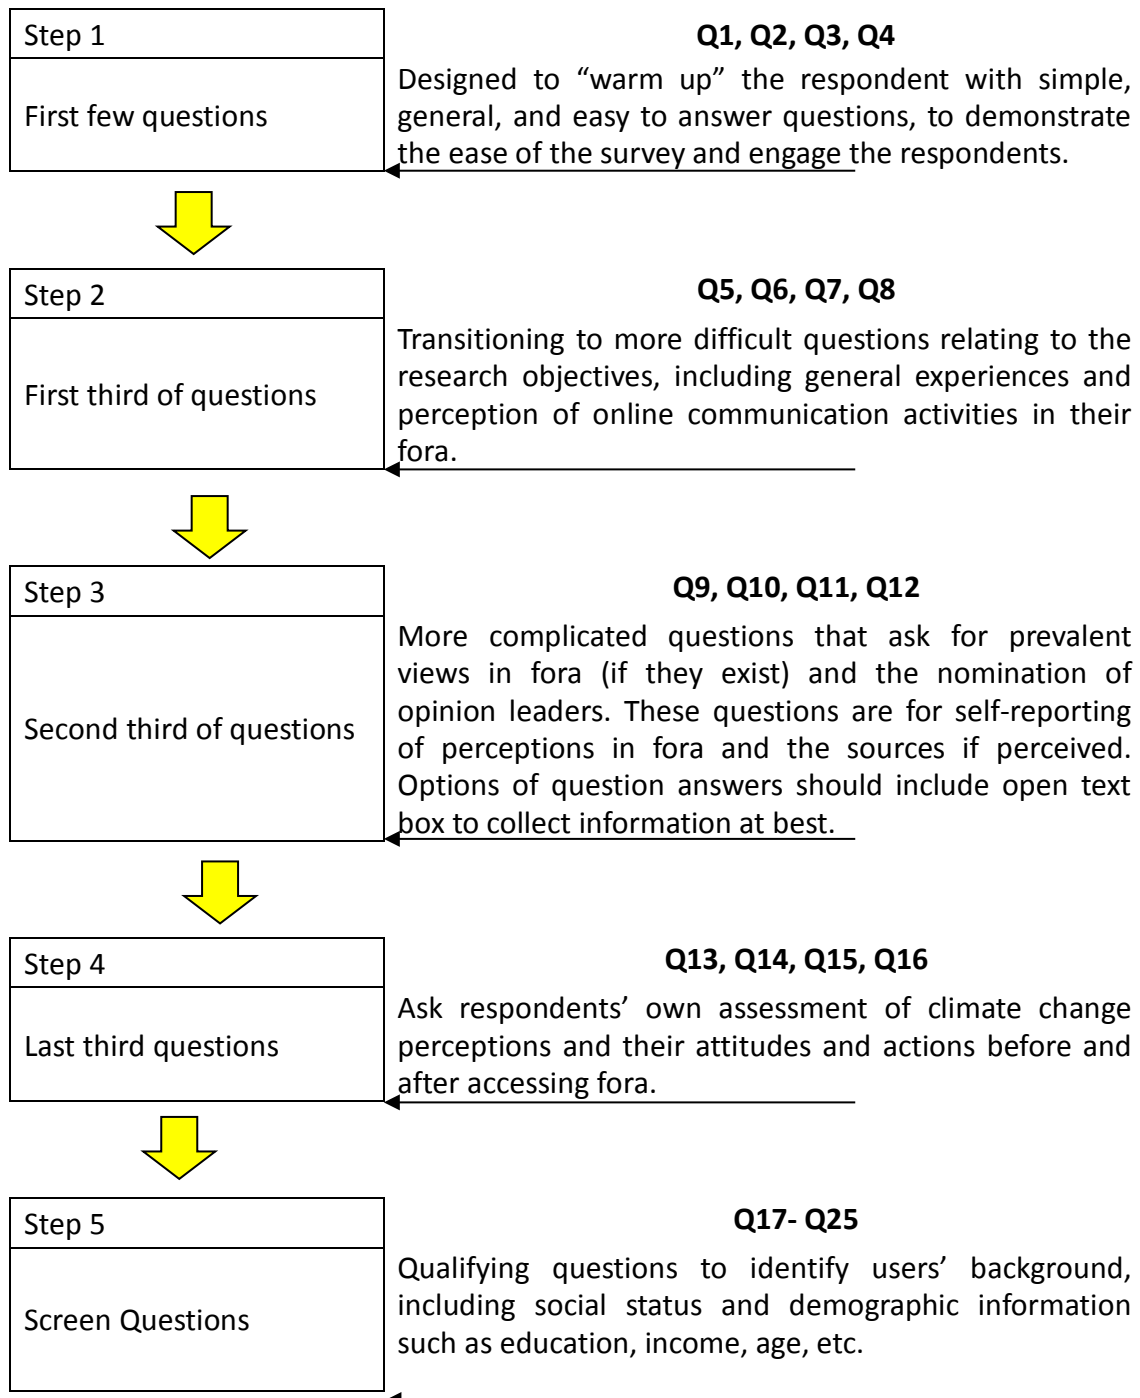 Step 1
First few questions
Q1, Q2, Q3, Q4
Designed to “warm up” the respondent with simple,
general, and easy to answer questions, to demonstrate
the ease of the survey and engage the respondents.
Step 2
First third of questions
Q5, Q6, Q7, Q8
Transitioning to more difficult questions relating to the
research objectives, including general experiences and
perception of online communication activities in their
fora.
Step 3
Second third of questions
Q9, Q10, Q11, Q12
More complicated questions that ask for prevalent
views in fora (if they exist) and the nomination of
opinion leaders. These questions are for self-reporting
of perceptions in fora and the sources if perceived.
Options of question answers should include open text
box to collect information at best.
Step 4
Last third questions
Q13, Q14, Q15, Q16
Ask respondents’ own assessment of climate change
perceptions and their attitudes and actions before and
after accessing fora.
Step 5
Screen Questions
Q17- Q25
Qualifying questions to identify users’ background,
including social status and demographic information
such as education, income, age, etc.